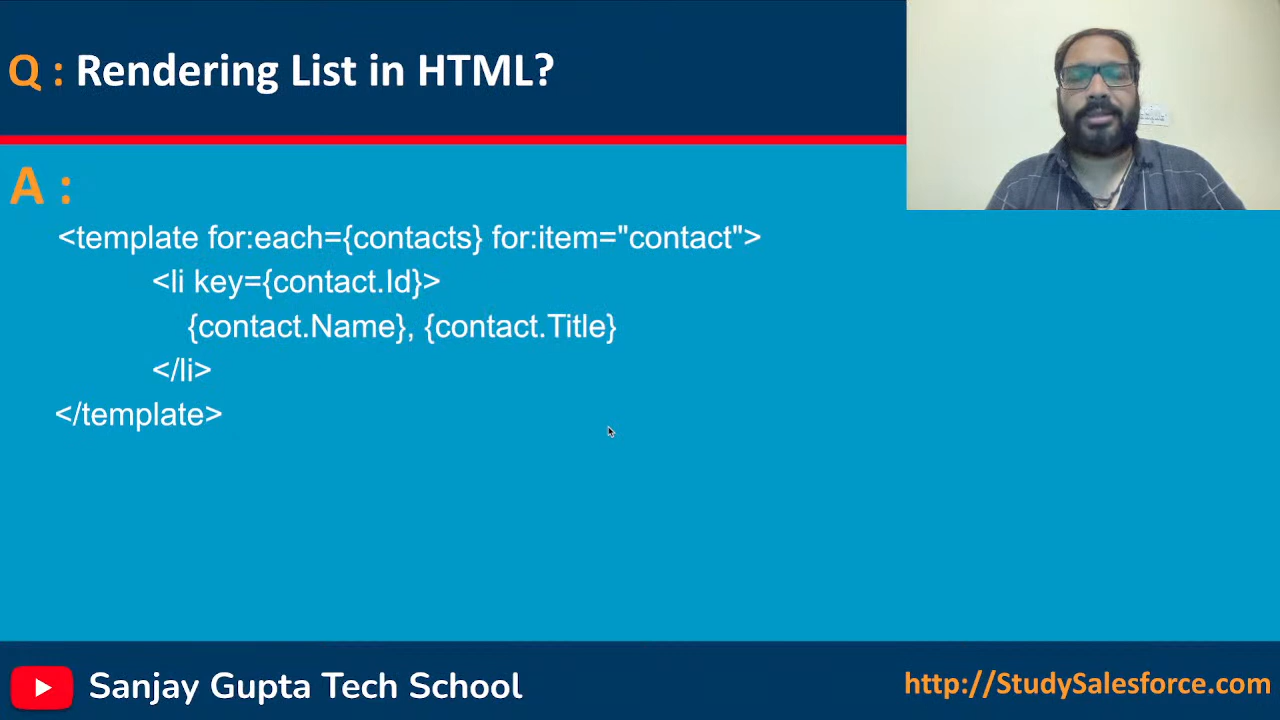 Q : Rendering List in HTML?
A :
<template for:each={contacts} for:item="contact">
<li key={contact.Id}>
{contact.Name}, {contact.Title}
</li>
</template>
Sanjay Gupta Tech School
http://StudySalesforce.com